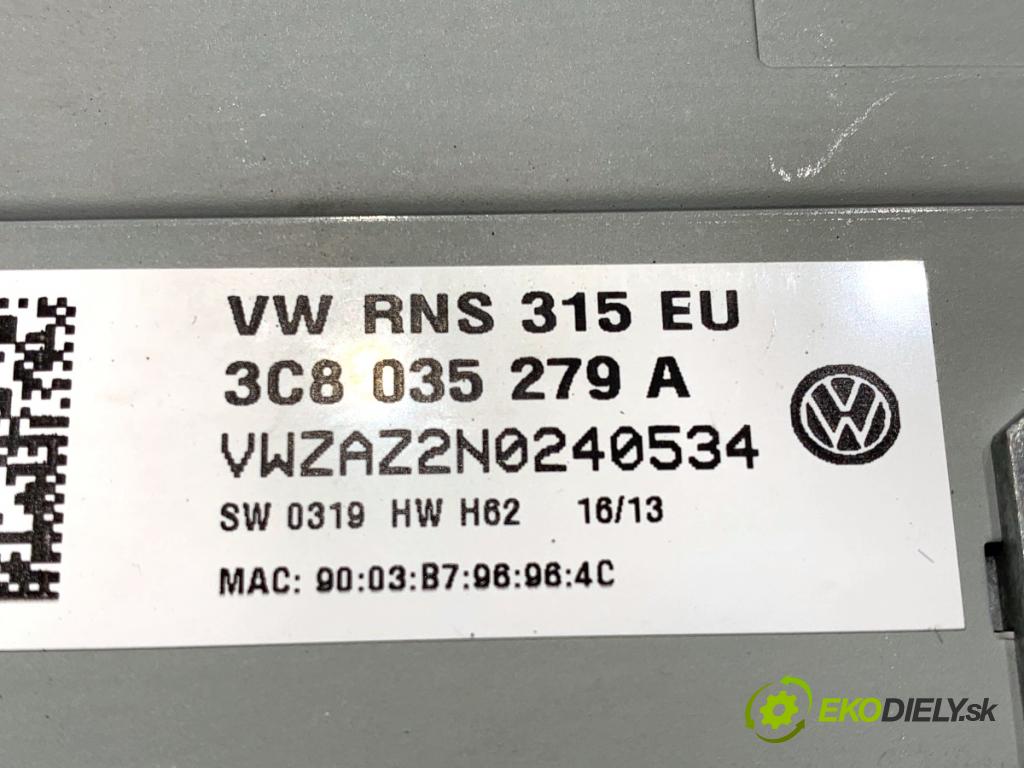 VW RNS 315 EU
3C8 035 279 A
VWZAZ2N0240534
SW 0319 HW H62 16/13
MAC: 90:03:B7:96:96:4C
EKODIELY.sk